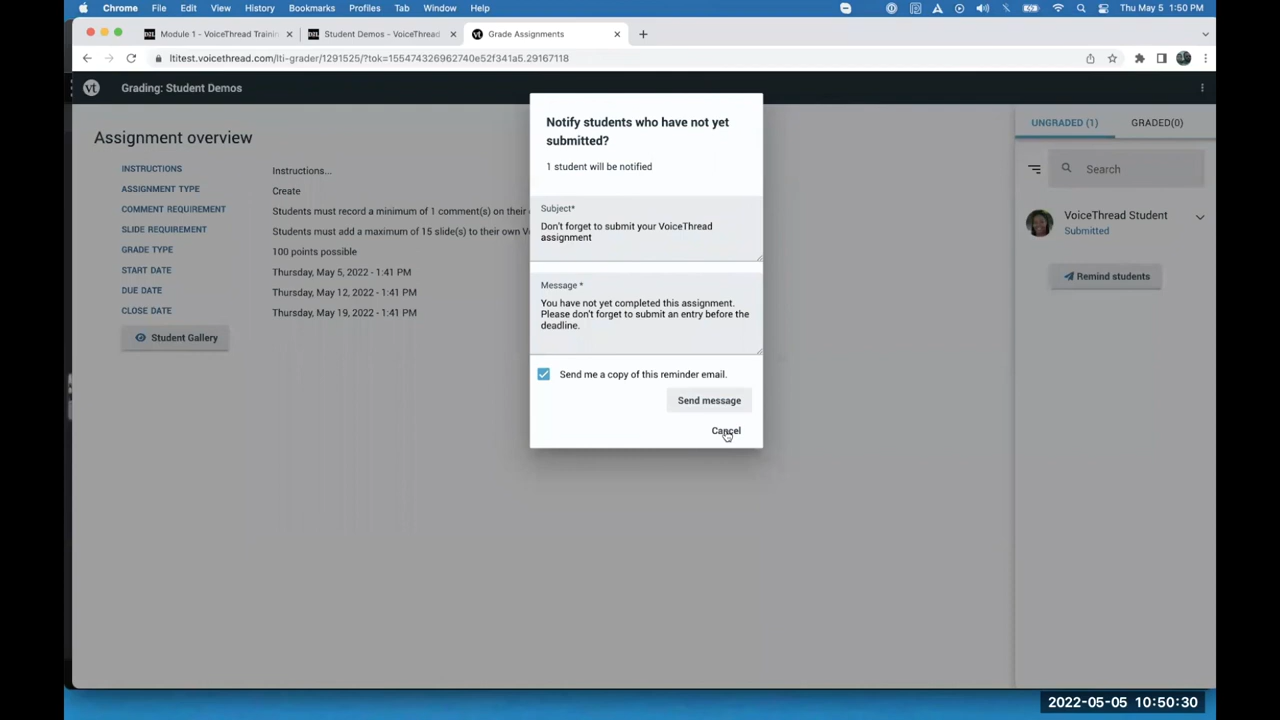 Chrome File Edit View History Bookmarks Profiles Tab Window Help Thu May 5 1:50 PM
Module 1 - VoiceThread Trainin Student Demos - VoiceThread Grade Assignments
ltitest.voicethread.com/lti-grader/1291525/?tok=155474326962740e52f341a5.29167118
vt Grading: Student Demos
Assignment overview
INSTRUCTIONS Instructions...
ASSIGNMENT TYPE Create
COMMENT REQUIREMENT Students must record a minimum of 1 comment(s) on their
SLIDE REQUIREMENT Students must add a maximum of 15 slide(s) to their own V
GRADE TYPE 100 points possible
START DATE Thursday, May 5, 2022 - 1:41 PM
DUE DATE Thursday, May 12, 2022 - 1:41 PM
CLOSE DATE Thursday, May 19, 2022 - 1:41 PM
Student Gallery
Notify students who have not yet
submitted?
1 student will be notified
Subject*
Don't forget to submit your VoiceThread
assignment
Message *
You have not yet completed this assignment.
Please don't forget to submit an entry before the
deadline.
Send me a copy of this reminder email.
Send message
Cancel
UNGRADED (1) GRADED(0)
Search
VoiceThread Student
Submitted
Remind students
2022-05-05 10:50:30